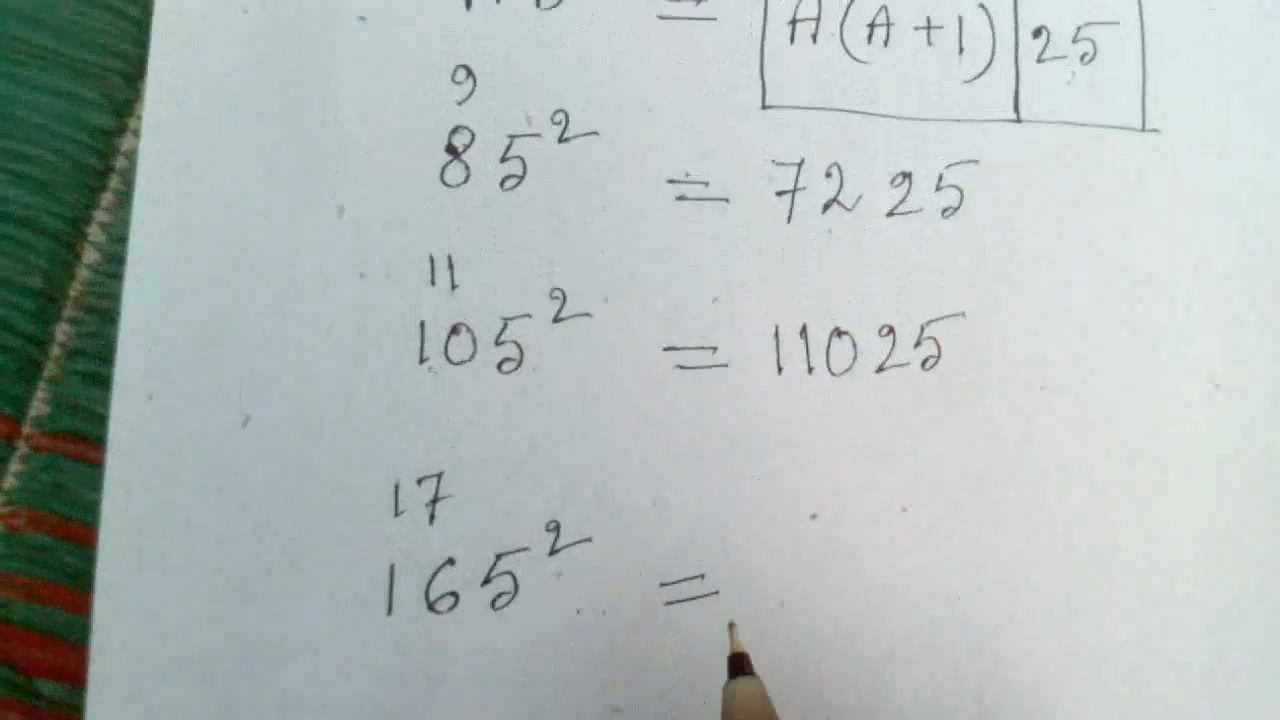 = A(A+1) 25
9
85² = 7225
11
105² = 11025
17
165² =